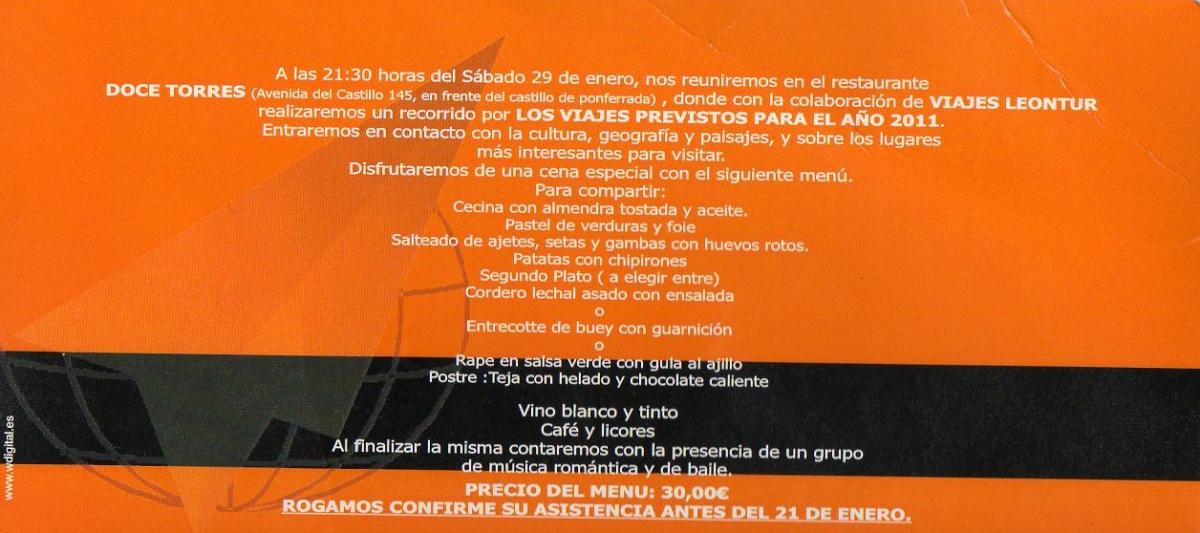 A las 21:30 horas del Sábado 29 de enero, nos reuniremos en el restaurante
DOCE TORRES (Avenida del Castillo 145, en frente del castillo de ponferrada) , donde con la colaboración de VIAJES LEONTUR
realizaremos un recorrido por LOS VIAJES PREVISTOS PARA EL AÑO 2011.
Entraremos en contacto con la cultura, geografía y paisajes, y sobre los lugares
más interesantes para visitar.
Disfrutaremos de una cena especial con el siguiente menú.
Para compartir:
Cecina con almendra tostada y aceite.
Pastel de verduras y foie
Salteado de ajetes, setas y gambas con huevos rotos.
Patatas con chipirones
Segundo Plato ( a elegir entre)
Cordero lechal asado con ensalada
o
Entrecotte de buey con guarnición
o
Rape en salsa verde con gula al ajillo
Postre :Teja con helado y chocolate caliente
Vino blanco y tinto
Café y licores
Al finalizar la misma contaremos con la presencia de un grupo
de música romántica y de baile.
PRECIO DEL MENU: 30,00€
ROGAMOS CONFIRME SU ASISTENCIA ANTES DEL 21 DE ENERO.
www.wdigital.es